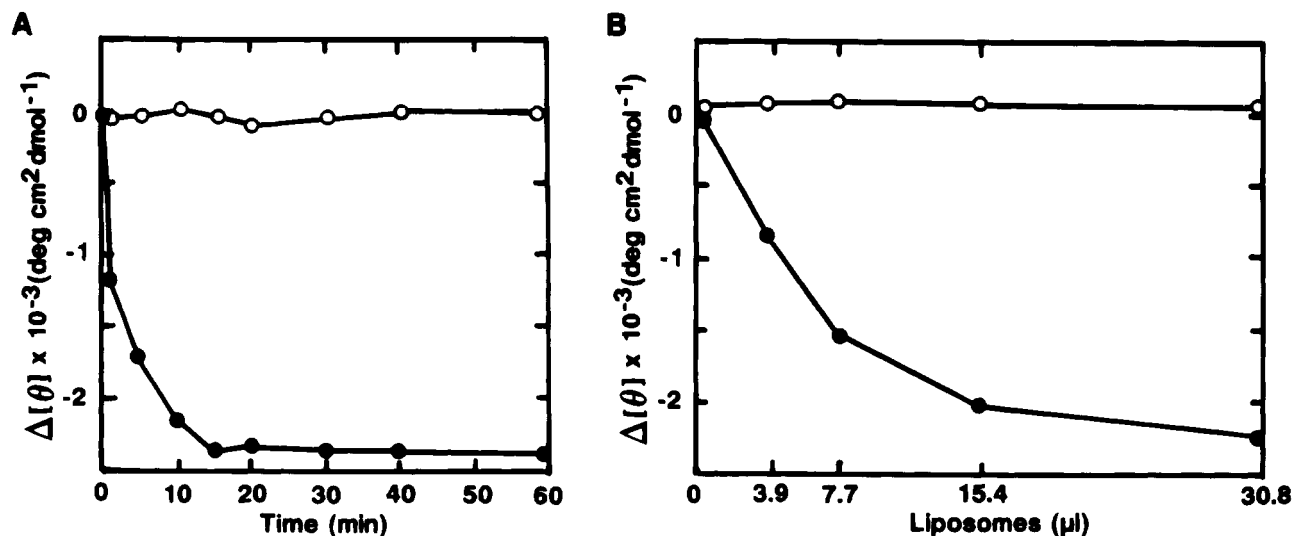 A
Δ[θ] x 10⁻³(deg cm²dmol⁻¹)
0
-1
-2
0 10 20 30 40 50 60
Time (min)
B
Δ[θ] x 10⁻³(deg cm²dmol⁻¹)
0
-1
-2
0 3.9 7.7 15.4 30.8
Liposomes (µl)